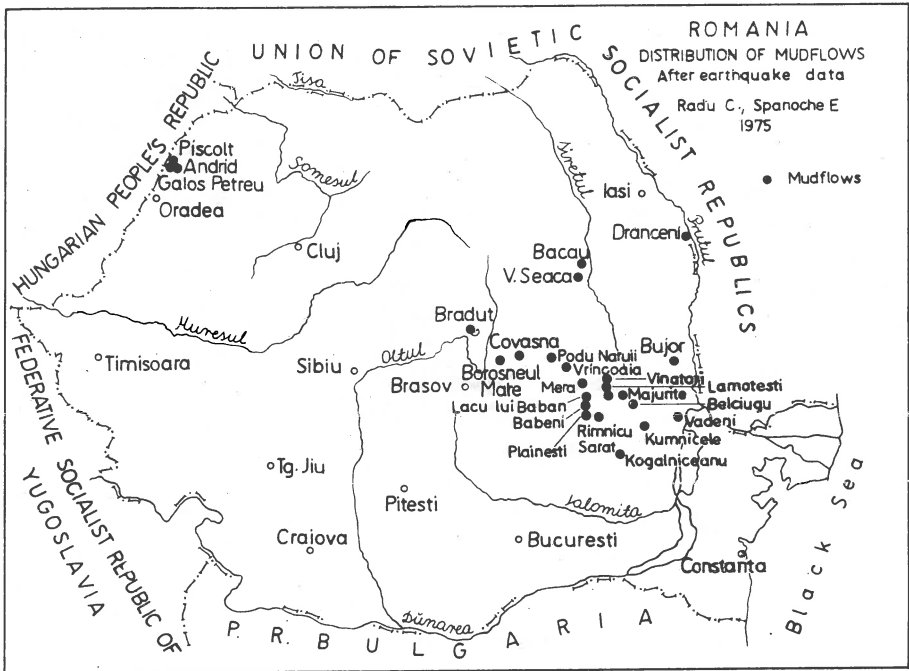 ROMANIA
DISTRIBUTION OF MUDFLOWS
After earthquake data
Radu C., Spanoche E
1975
Mudflows
UNION OF SOVIETIC SOCIALIST REPUBLICS
HUNGARIAN PEOPLE'S REPUBLIC
FEDERATIVE SOCIALIST REPUBLIC OF
YUGOSLAVIA
P.R. BULGARIA
Black Sea
Tisa
Somesul
Siretul
Prutul
Muresul
Oltul
Ialomita
Dŭnarea
Piscolt
Andrid
Galos Petreu
Oradea
Cluj
Iasi
Dranceni
Bacau
V. Seaca
Bradut
Covasna
Podu Naruii
Bujor
Timisoara
Sibiu
Borosneul
Mare
Vrincoaia
Vinatori
Lamotesti
Brasov
Mera
Majurite
Belciugu
Lacu lui Baban
Babeni
Vadeni
Plainesti
Rimnicu
Sarat
Kumnicele
Kogalniceanu
Tg. Jiu
Pitesti
Craiova
Bucuresti
Constanta